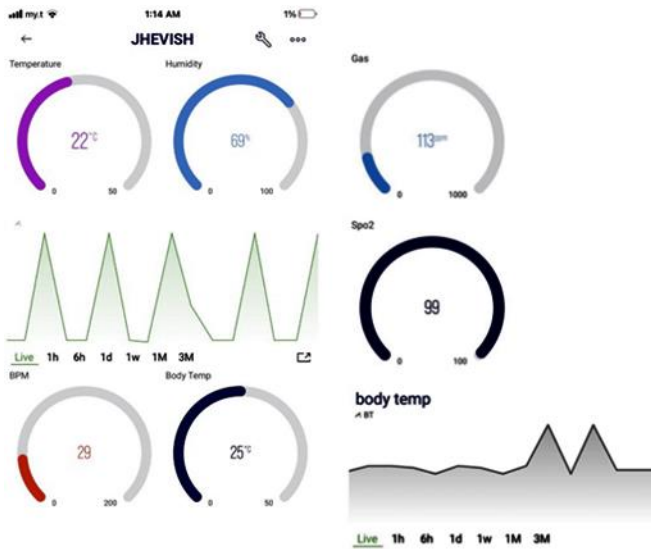 my.t 1:14 AM 1%
JHEVISH
Temperature Humidity
22°C 69%
0 50 0 100
Live 1h 6h 1d 1w 1M 3M
BPM Body Temp
29 25°C
0 200 0 50
Gas
113ppm
0 1000
Spo2
99
0 100
body temp
BT
Live 1h 6h 1d 1w 1M 3M